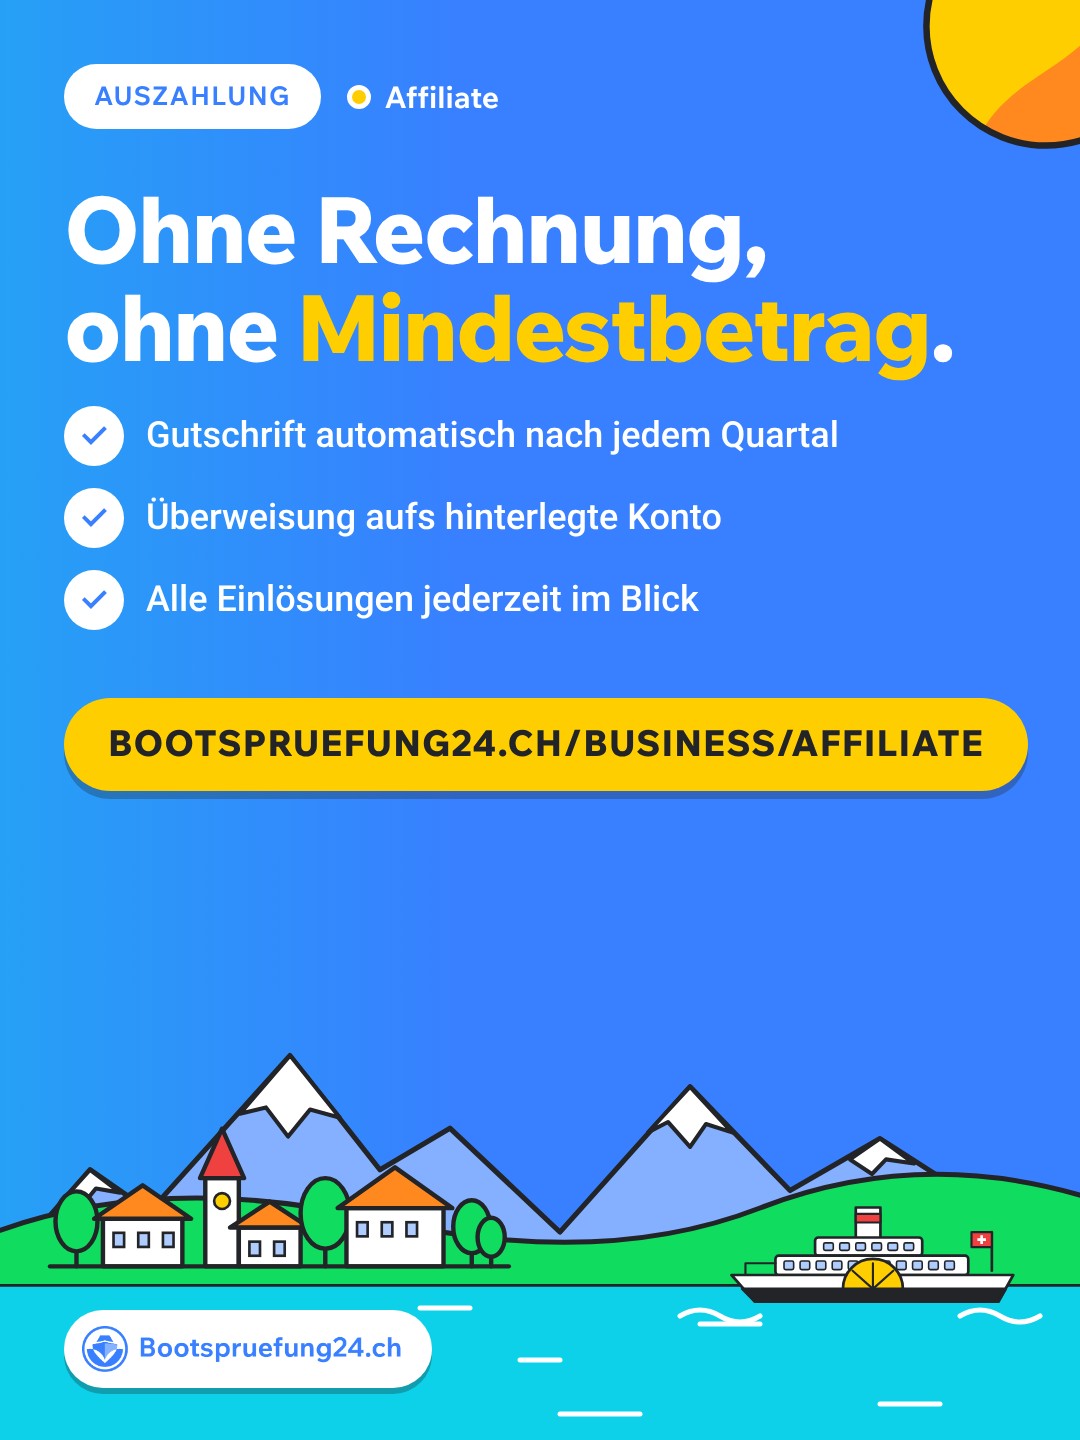 AUSZAHLUNG
Affiliate
Ohne Rechnung,
ohne Mindestbetrag.
Gutschrift automatisch nach jedem Quartal
Überweisung aufs hinterlegte Konto
Alle Einlösungen jederzeit im Blick
BOOTSPRUEFUNG24.CH/BUSINESS/AFFILIATE
Bootspruefung24.ch